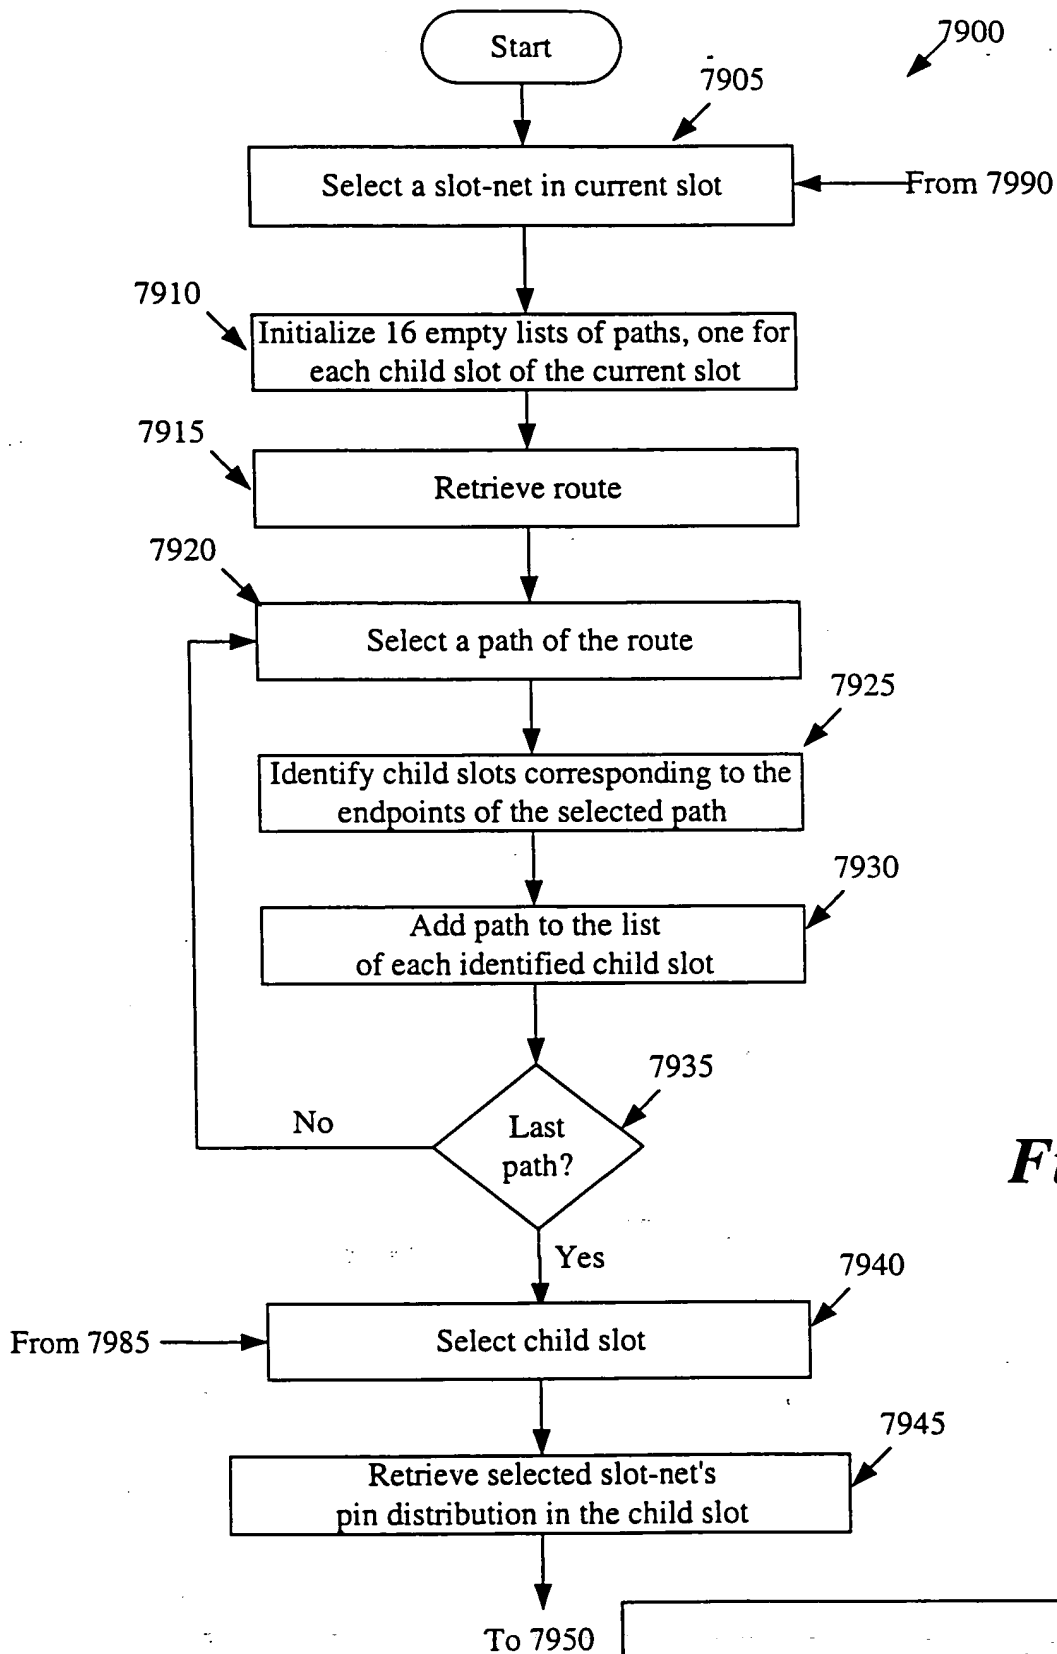 Start
7900
7905
Select a slot-net in current slot
From 7990
7910
Initialize 16 empty lists of paths, one for
each child slot of the current slot
7915
Retrieve route
7920
Select a path of the route
7925
Identify child slots corresponding to the
endpoints of the selected path
7930
Add path to the list
of each identified child slot
7935
Last
path?
No
Yes
7940
From 7985
Select child slot
7945
Retrieve selected slot-net's
pin distribution in the child slot
To 7950